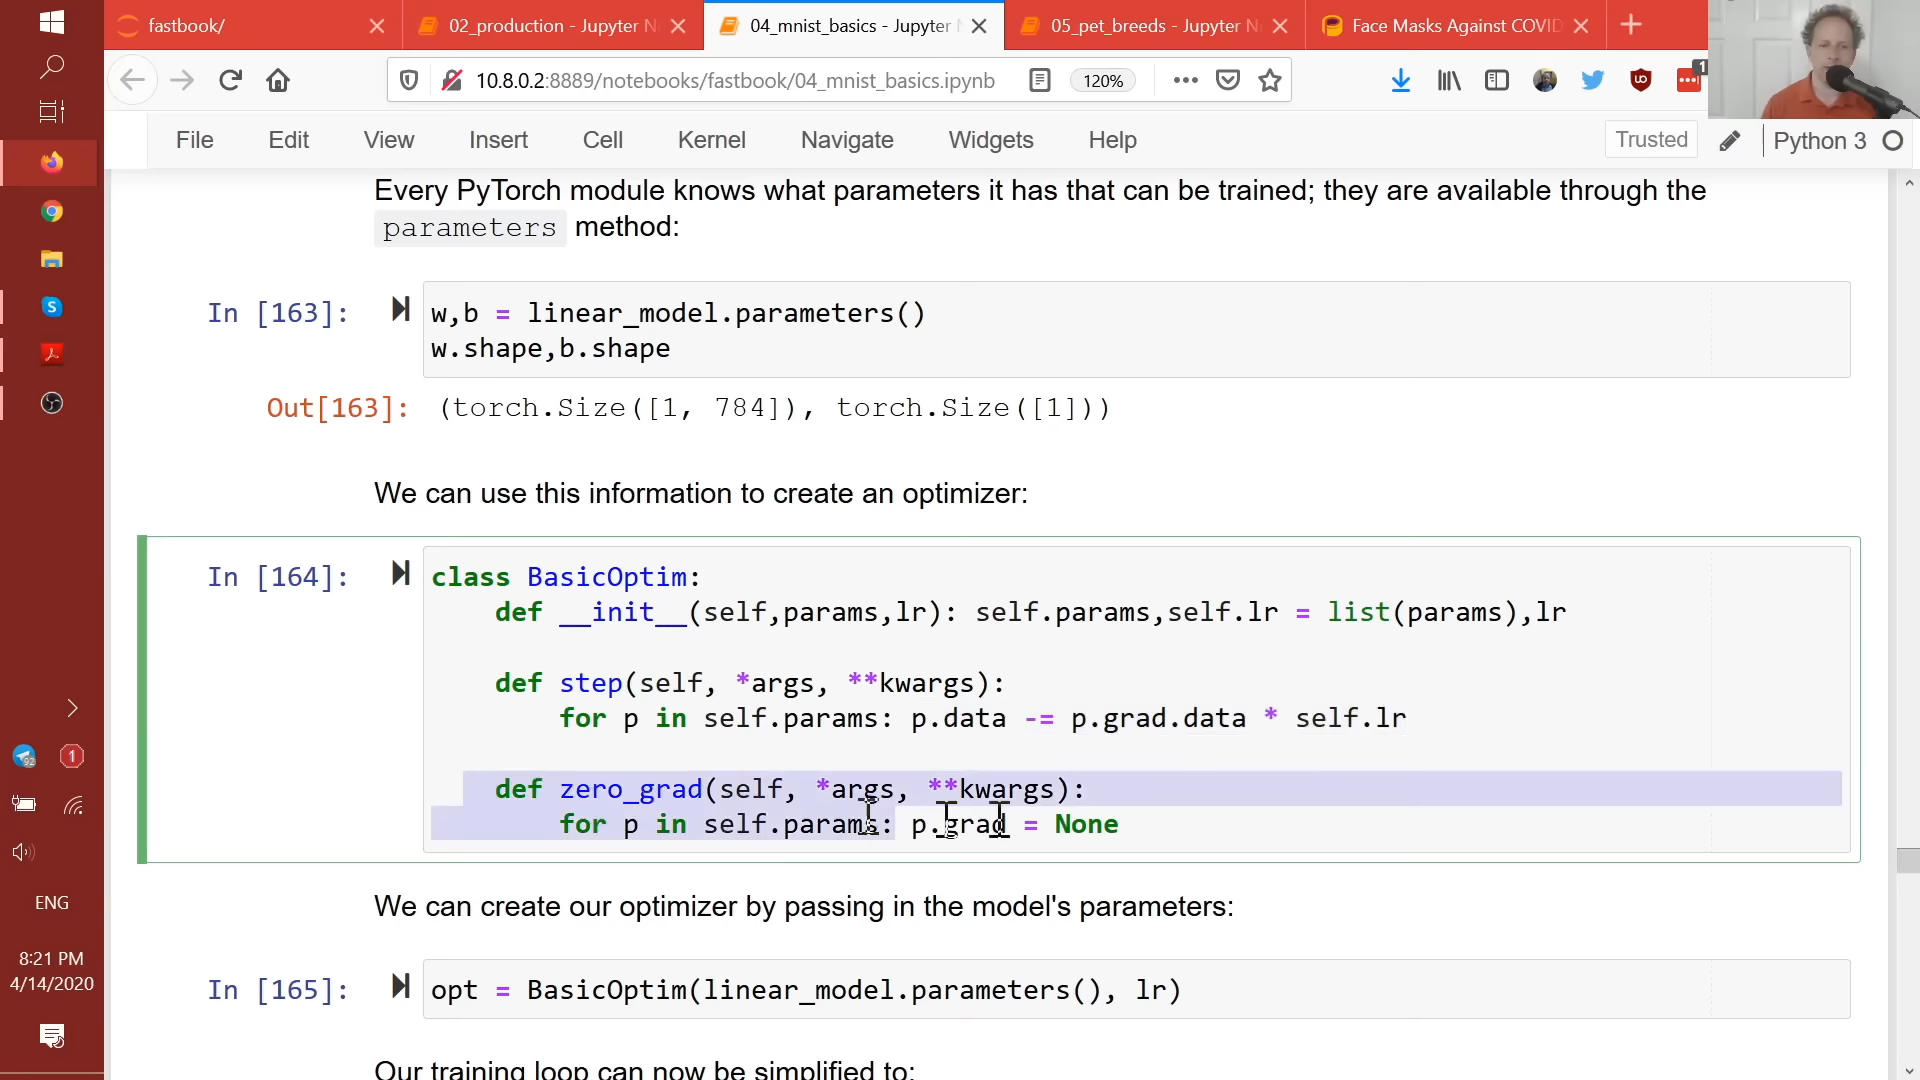 fastbook/
02_production - Jupyter N
04_mnist_basics - Jupyter
05_pet_breeds - Jupyter N
Face Masks Against COVID
10.8.0.2:8889/notebooks/fastbook/04_mnist_basics.ipynb
120%
1
File Edit View Insert Cell Kernel Navigate Widgets Help
Trusted
Python 3
Every PyTorch module knows what parameters it has that can be trained; they are available through the
parameters method:
In [163]:
w,b = linear_model.parameters()
w.shape,b.shape
Out[163]: (torch.Size([1, 784]), torch.Size([1]))
We can use this information to create an optimizer:
In [164]:
class BasicOptim:
def __init__(self,params,lr): self.params,self.lr = list(params),lr
def step(self, *args, **kwargs):
for p in self.params: p.data -= p.grad.data * self.lr
def zero_grad(self, *args, **kwargs):
for p in self.params: p.grad = None
We can create our optimizer by passing in the model's parameters:
In [165]:
opt = BasicOptim(linear_model.parameters(), lr)
Our training loop can now be simplified to:
92
1
ENG
8:21 PM
4/14/2020